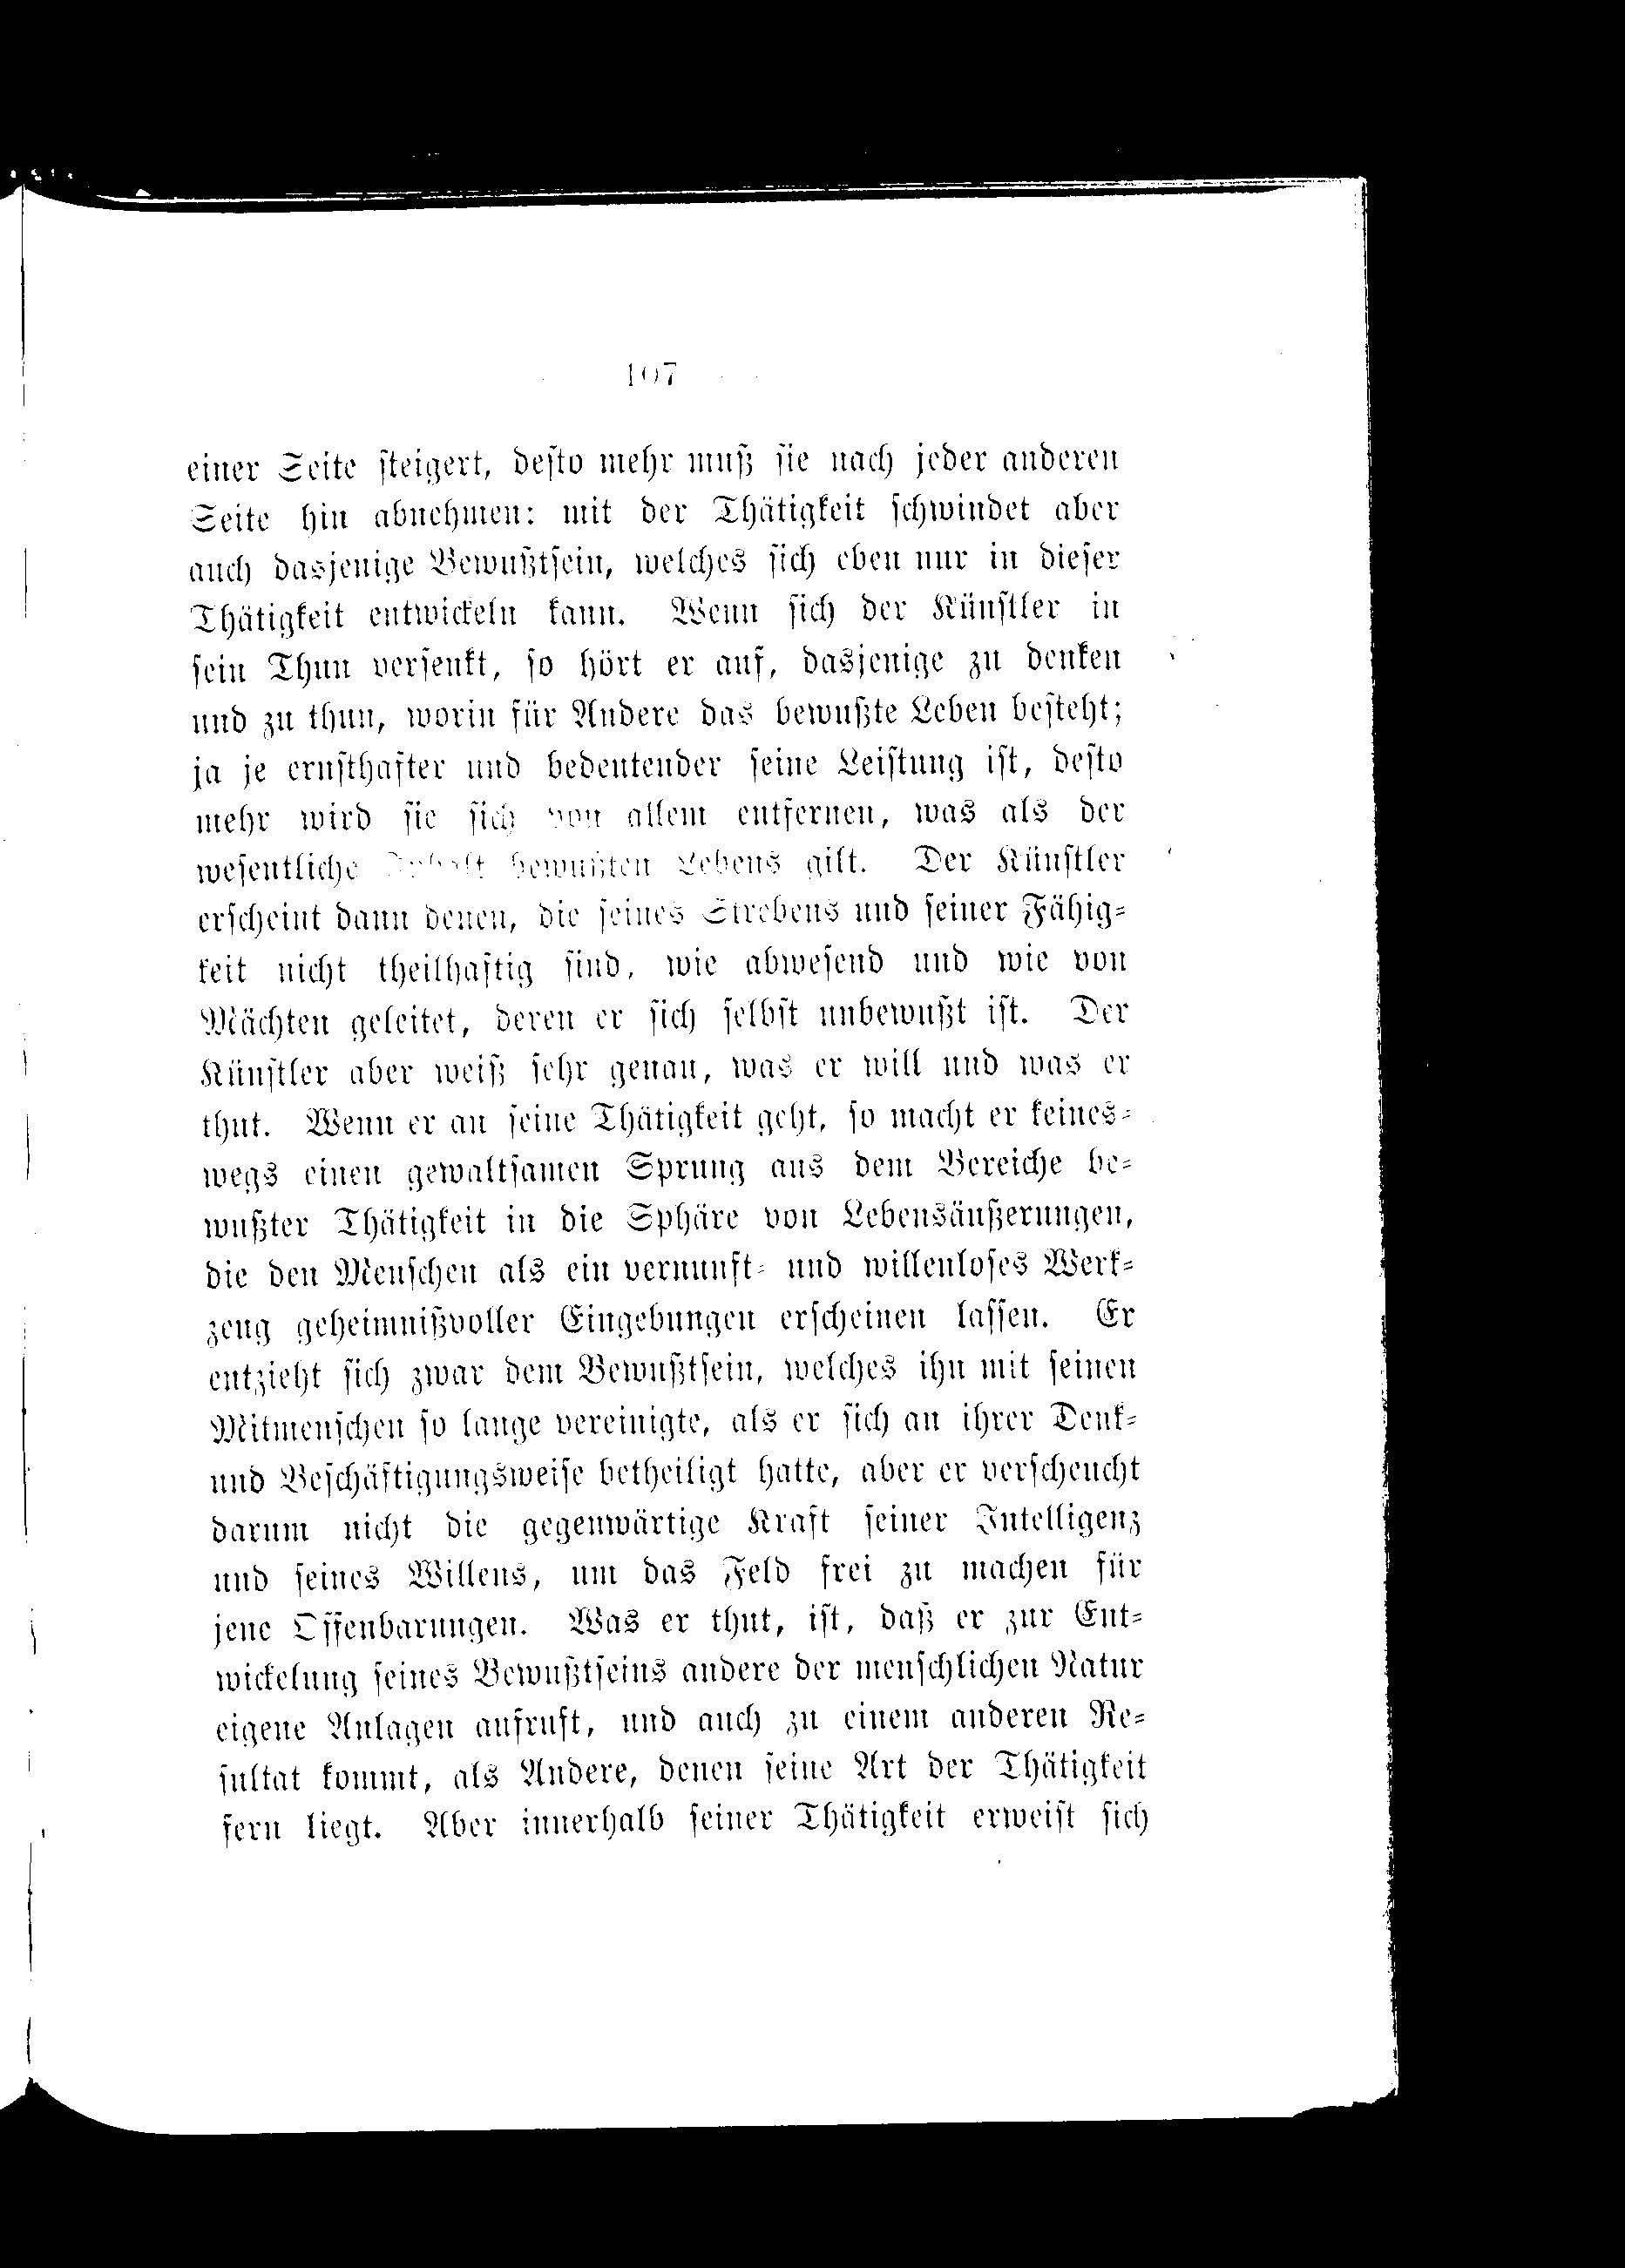 107
einer Seite steigert, desto mehr muß sie nach jeder anderen
Seite hin abnehmen: mit der Thätigkeit schwindet aber
auch dasjenige Bewußtsein, welches sich eben nur in dieser
Thätigkeit entwickeln kann. Wenn sich der Künstler in
sein Thun versenkt, so hört er auf, dasjenige zu denken
und zu thun, worin für Andere das bewußte Leben besteht;
ja je ernsthafter und bedeutender seine Leistung ist, desto
mehr wird sie sich von allem entfernen, was als der
wesentliche Inhalt bewußten Lebens gilt. Der Künstler
erscheint dann denen, die seines Strebens und seiner Fähig-
keit nicht theilhaftig sind, wie abwesend und wie von
Mächten geleitet, deren er sich selbst unbewußt ist. Der
Künstler aber weiß sehr genau, was er will und was er
thut. Wenn er an seine Thätigkeit geht, so macht er keines-
wegs einen gewaltsamen Sprung aus dem Bereiche be-
wußter Thätigkeit in die Sphäre von Lebensäußerungen,
die den Menschen als ein vernunft- und willenloses Werk-
zeug geheimnißvoller Eingebungen erscheinen lassen. Er
entzieht sich zwar dem Bewußtsein, welches ihn mit seinen
Mitmenschen so lange vereinigte, als er sich an ihrer Denk-
und Beschäftigungsweise betheiligt hatte, aber er verscheucht
darum nicht die gegenwärtige Kraft seiner Intelligenz
und seines Willens, um das Feld frei zu machen für
jene Offenbarungen. Was er thut, ist, daß er zur Ent-
wickelung seines Bewußtseins andere der menschlichen Natur
eigene Anlagen aufruft, und auch zu einem anderen Re-
sultat kommt, als Andere, denen seine Art der Thätigkeit
fern liegt. Aber innerhalb seiner Thätigkeit erweist sich